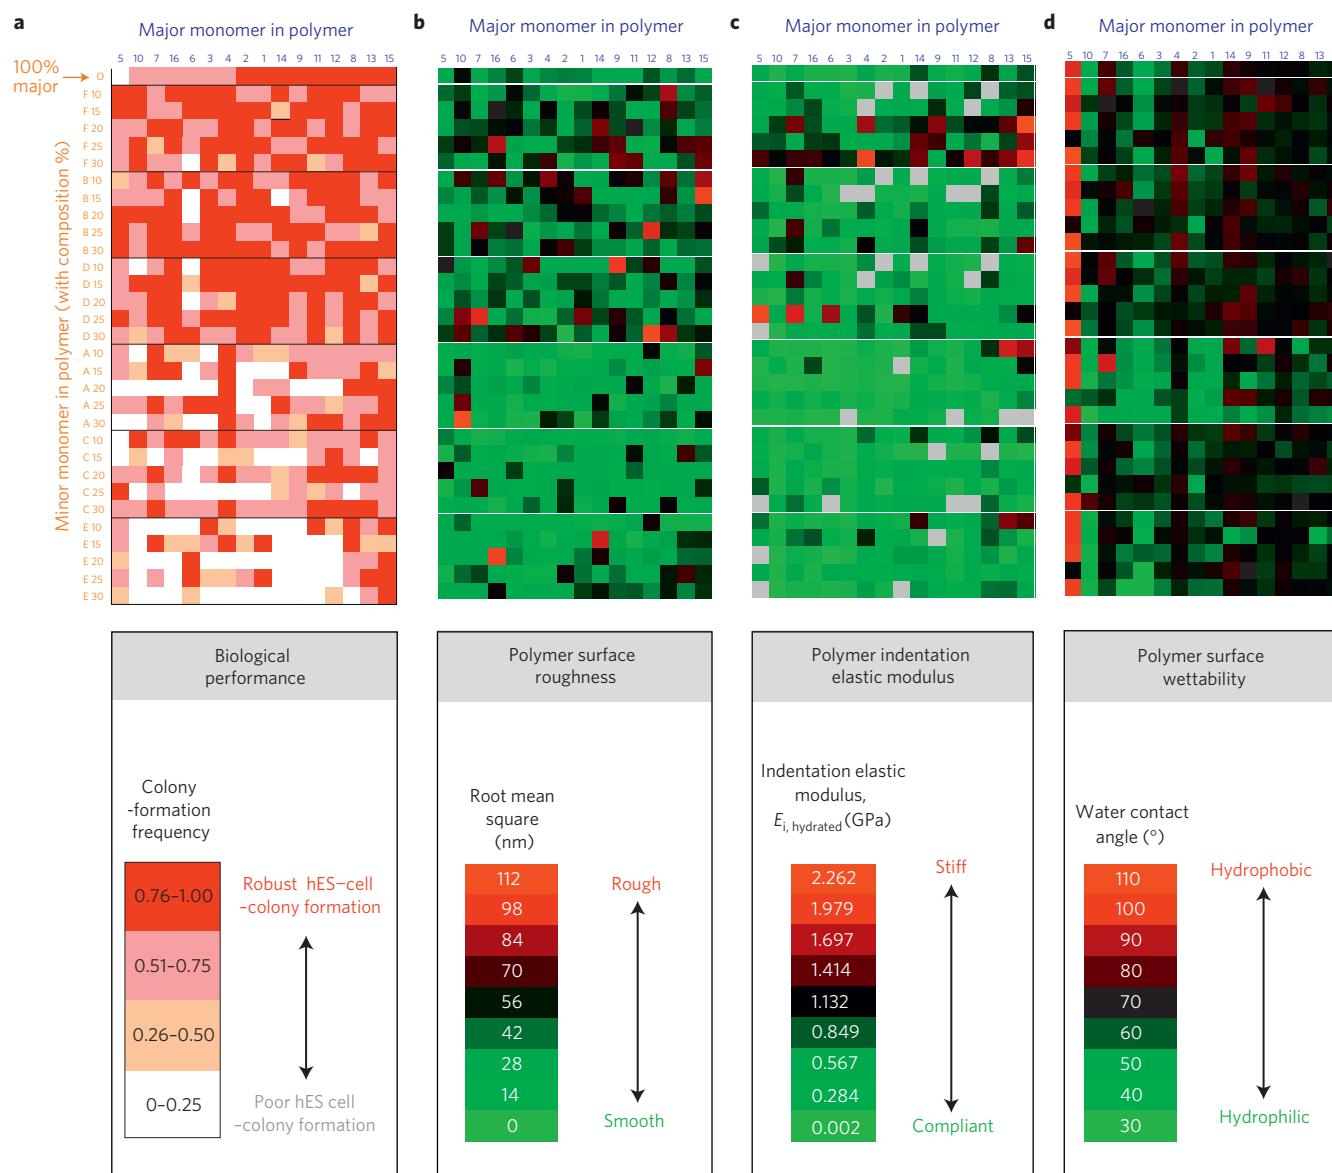 a
Major monomer in polymer
5 10 7 16 6 3 4 2 1 14 9 11 12 8 13 15
100%
major
Minor monomer in polymer (with composition %)
0
F 10
F 15
F 20
F 25
F 30
B 10
B 15
B 20
B 25
B 30
D 10
D 15
D 20
D 25
D 30
A 10
A 15
A 20
A 25
A 30
C 10
C 15
C 20
C 25
C 30
E 10
E 15
E 20
E 25
E 30
b
Major monomer in polymer
5 10 7 16 6 3 4 2 1 14 9 11 12 8 13 15
c
Major monomer in polymer
5 10 7 16 6 3 4 2 1 14 9 11 12 8 13 15
d
Major monomer in polymer
5 10 7 16 6 3 4 2 1 14 9 11 12 8 13
Biological
performance
Colony
-formation
frequency
0.76–1.00
0.51–0.75
0.26–0.50
0–0.25
Robust hES–cell
–colony formation
Poor hES cell
–colony formation
Polymer surface
roughness
Root mean
square
(nm)
112
98
84
70
56
42
28
14
0
Rough
Smooth
Polymer indentation
elastic modulus
Indentation elastic
modulus,
Ei, hydrated (GPa)
2.262
1.979
1.697
1.414
1.132
0.849
0.567
0.284
0.002
Stiff
Compliant
Polymer surface
wettability
Water contact
angle (°)
110
100
90
80
70
60
50
40
30
Hydrophobic
Hydrophilic